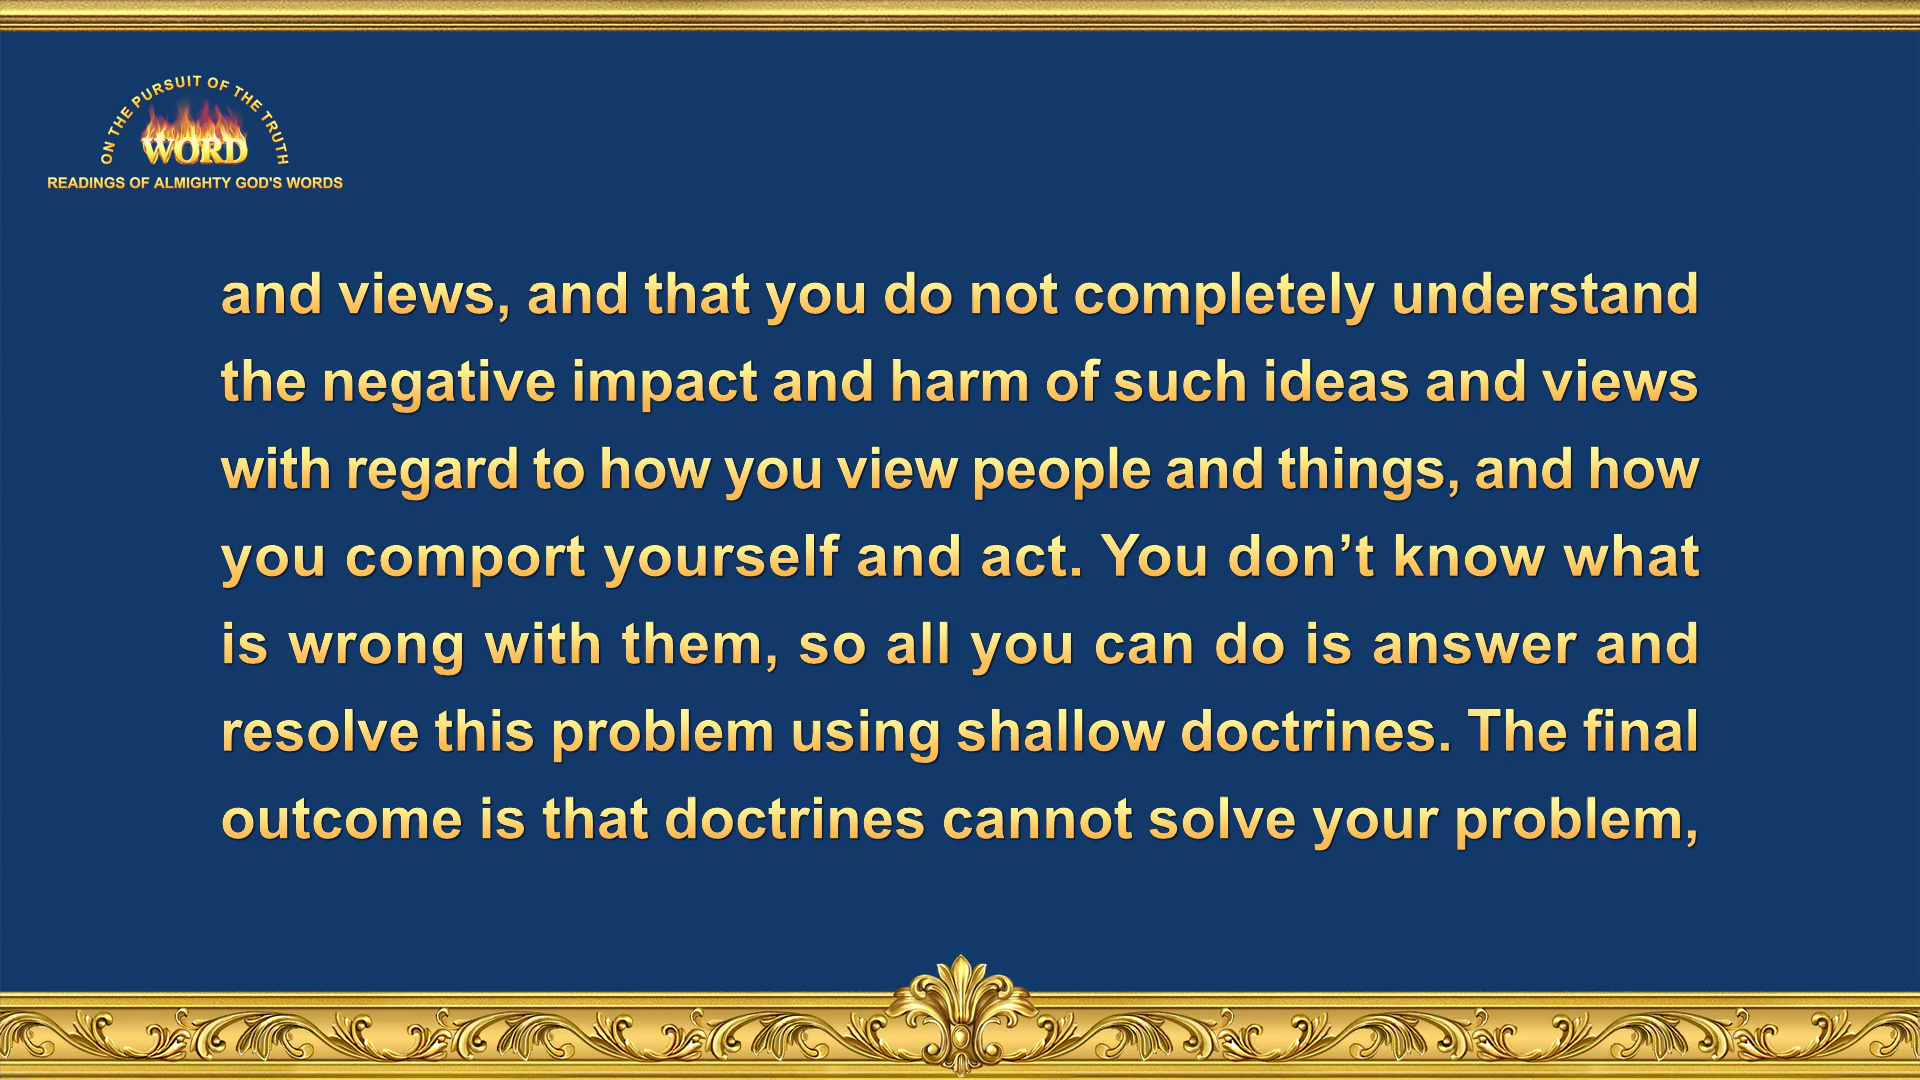 ON THE PURSUIT OF THE TRUTH
WORD
READINGS OF ALMIGHTY GOD'S WORDS
and views, and that you do not completely understand
the negative impact and harm of such ideas and views
with regard to how you view people and things, and how
you comport yourself and act. You don’t know what
is wrong with them, so all you can do is answer and
resolve this problem using shallow doctrines. The final
outcome is that doctrines cannot solve your problem,